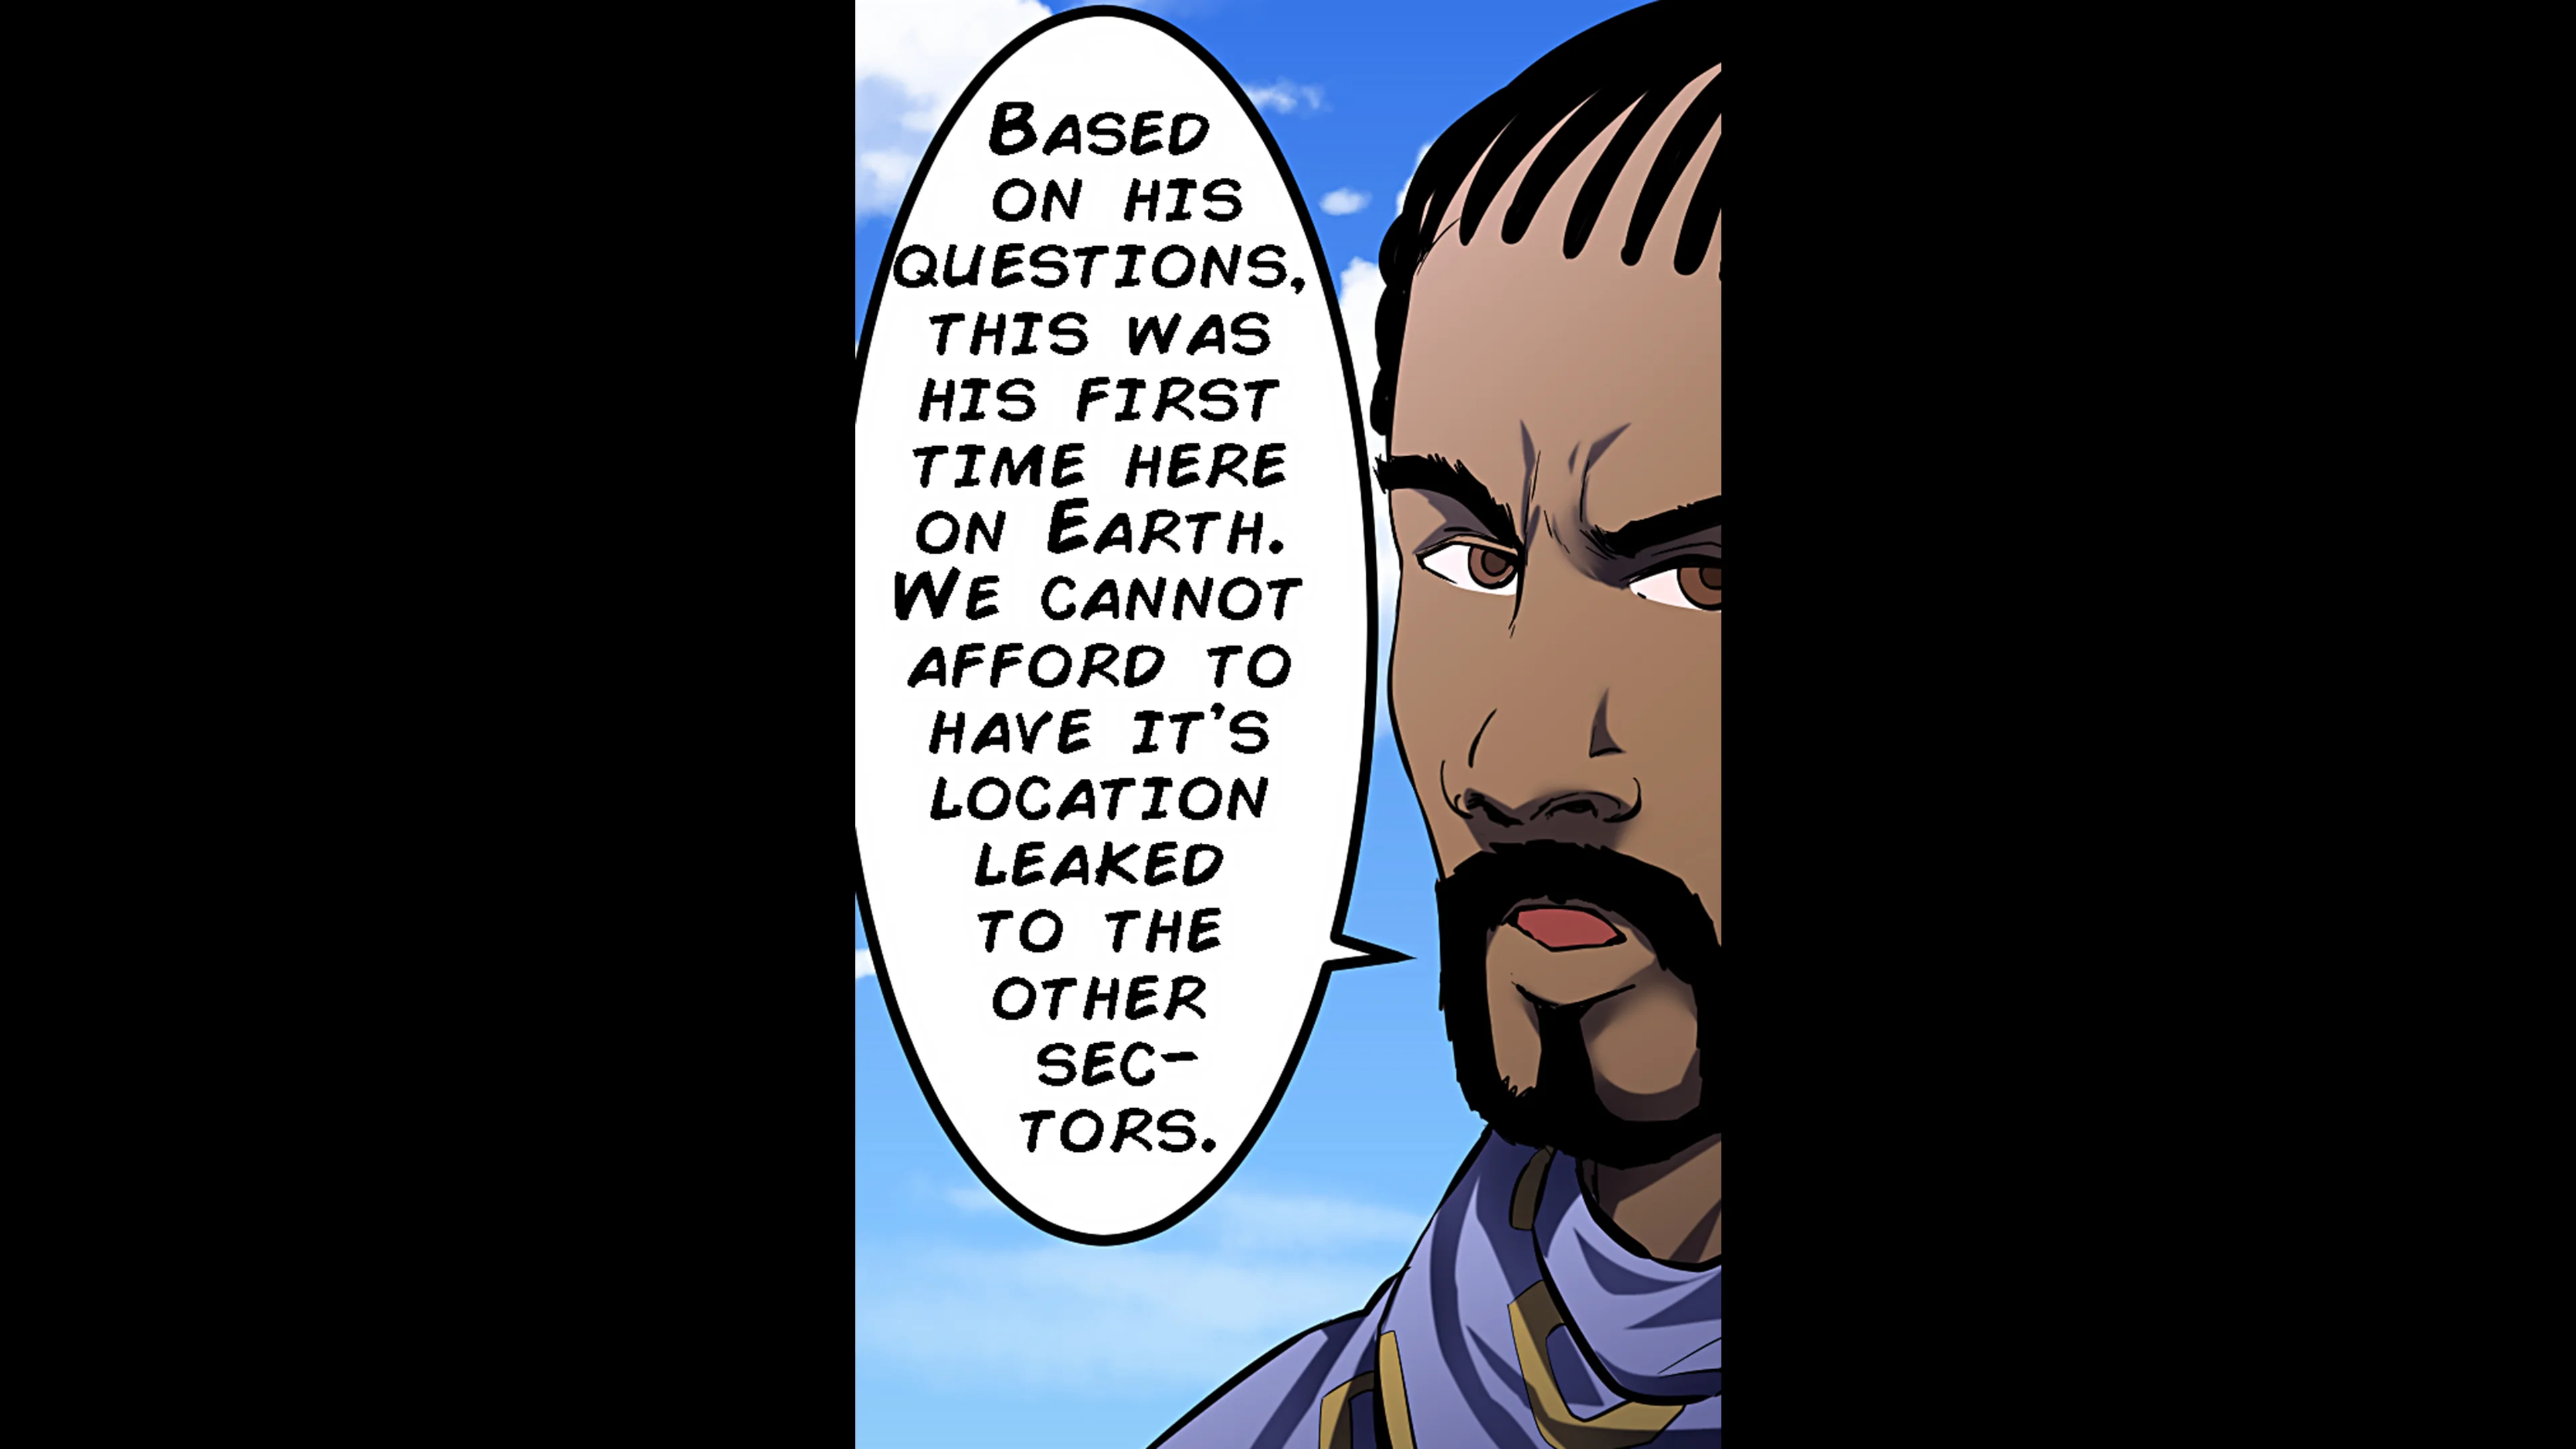 Based
on his
questions,
this was
his first
time here
on Earth.
We cannot
afford to
have it's
location
leaked
to the
other
sec-
tors.